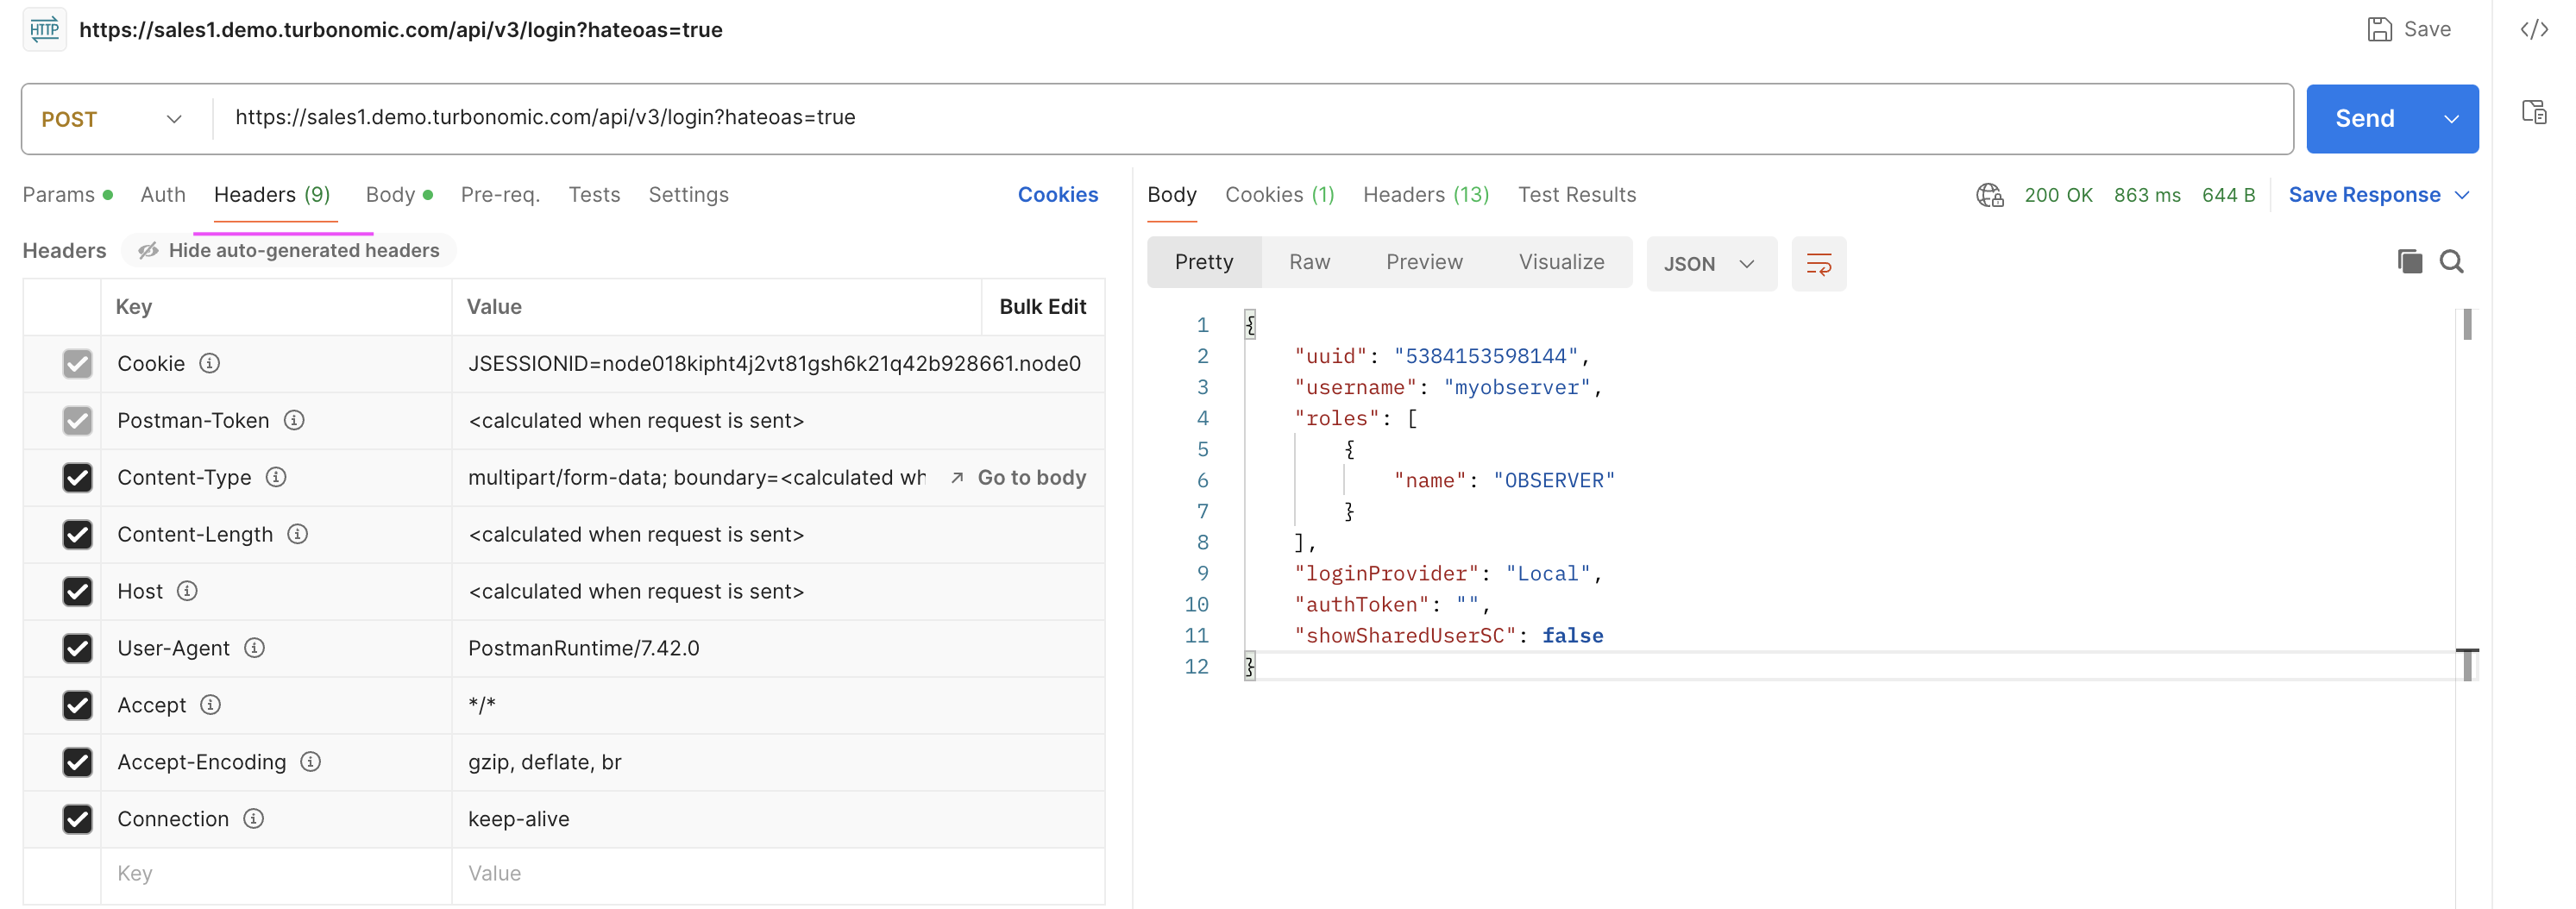 HTTP https://sales1.demo.turbonomic.com/api/v3/login?hateoas=true Save </>
POST https://sales1.demo.turbonomic.com/api/v3/login?hateoas=true Send
Params Auth Headers (9) Body Pre-req. Tests Settings Cookies
Headers Hide auto-generated headers
Key Value Bulk Edit
Cookie JSESSIONID=node018kipht4j2vt81gsh6k21q42b928661.node0
Postman-Token <calculated when request is sent>
Content-Type multipart/form-data; boundary=<calculated wh Go to body
Content-Length <calculated when request is sent>
Host <calculated when request is sent>
User-Agent PostmanRuntime/7.42.0
Accept */*
Accept-Encoding gzip, deflate, br
Connection keep-alive
Key Value
Body Cookies (1) Headers (13) Test Results 200 OK 863 ms 644 B Save Response
Pretty Raw Preview Visualize JSON
1 {
2 "uuid": "5384153598144",
3 "username": "myobserver",
4 "roles": [
5 {
6 "name": "OBSERVER"
7 }
8 ],
9 "loginProvider": "Local",
10 "authToken": "",
11 "showSharedUserSC": false
12 }